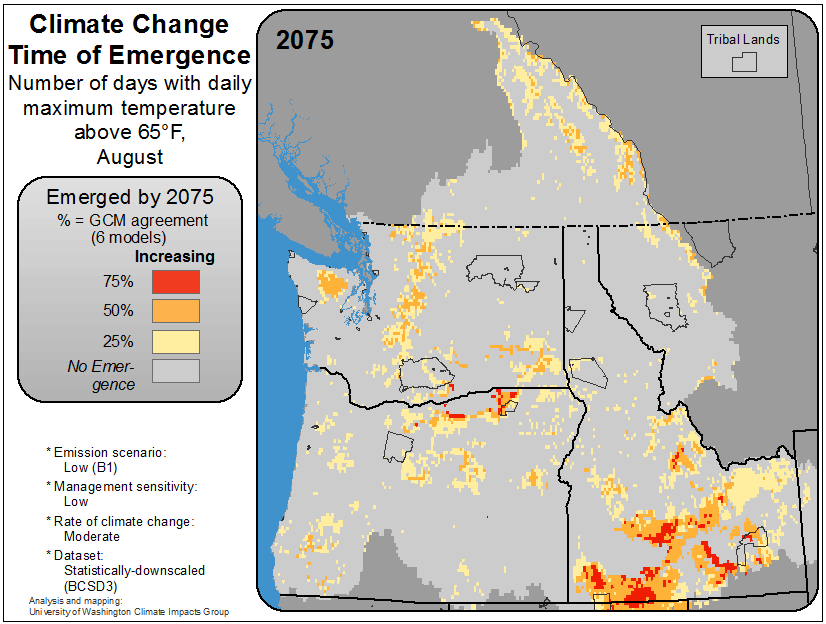 Climate Change
Time of Emergence
Number of days with daily
maximum temperature
above 65°F,
August
Emerged by 2075
% = GCM agreement
(6 models)
Increasing
75%
50%
25%
No Emer-
gence
* Emission scenario:
Low (B1)
* Management sensitivity:
Low
* Rate of climate change:
Moderate
* Dataset:
Statistically-downscaled
(BCSD3)
Analysis and mapping:
University of Washington Climate Impacts Group
2075
Tribal Lands